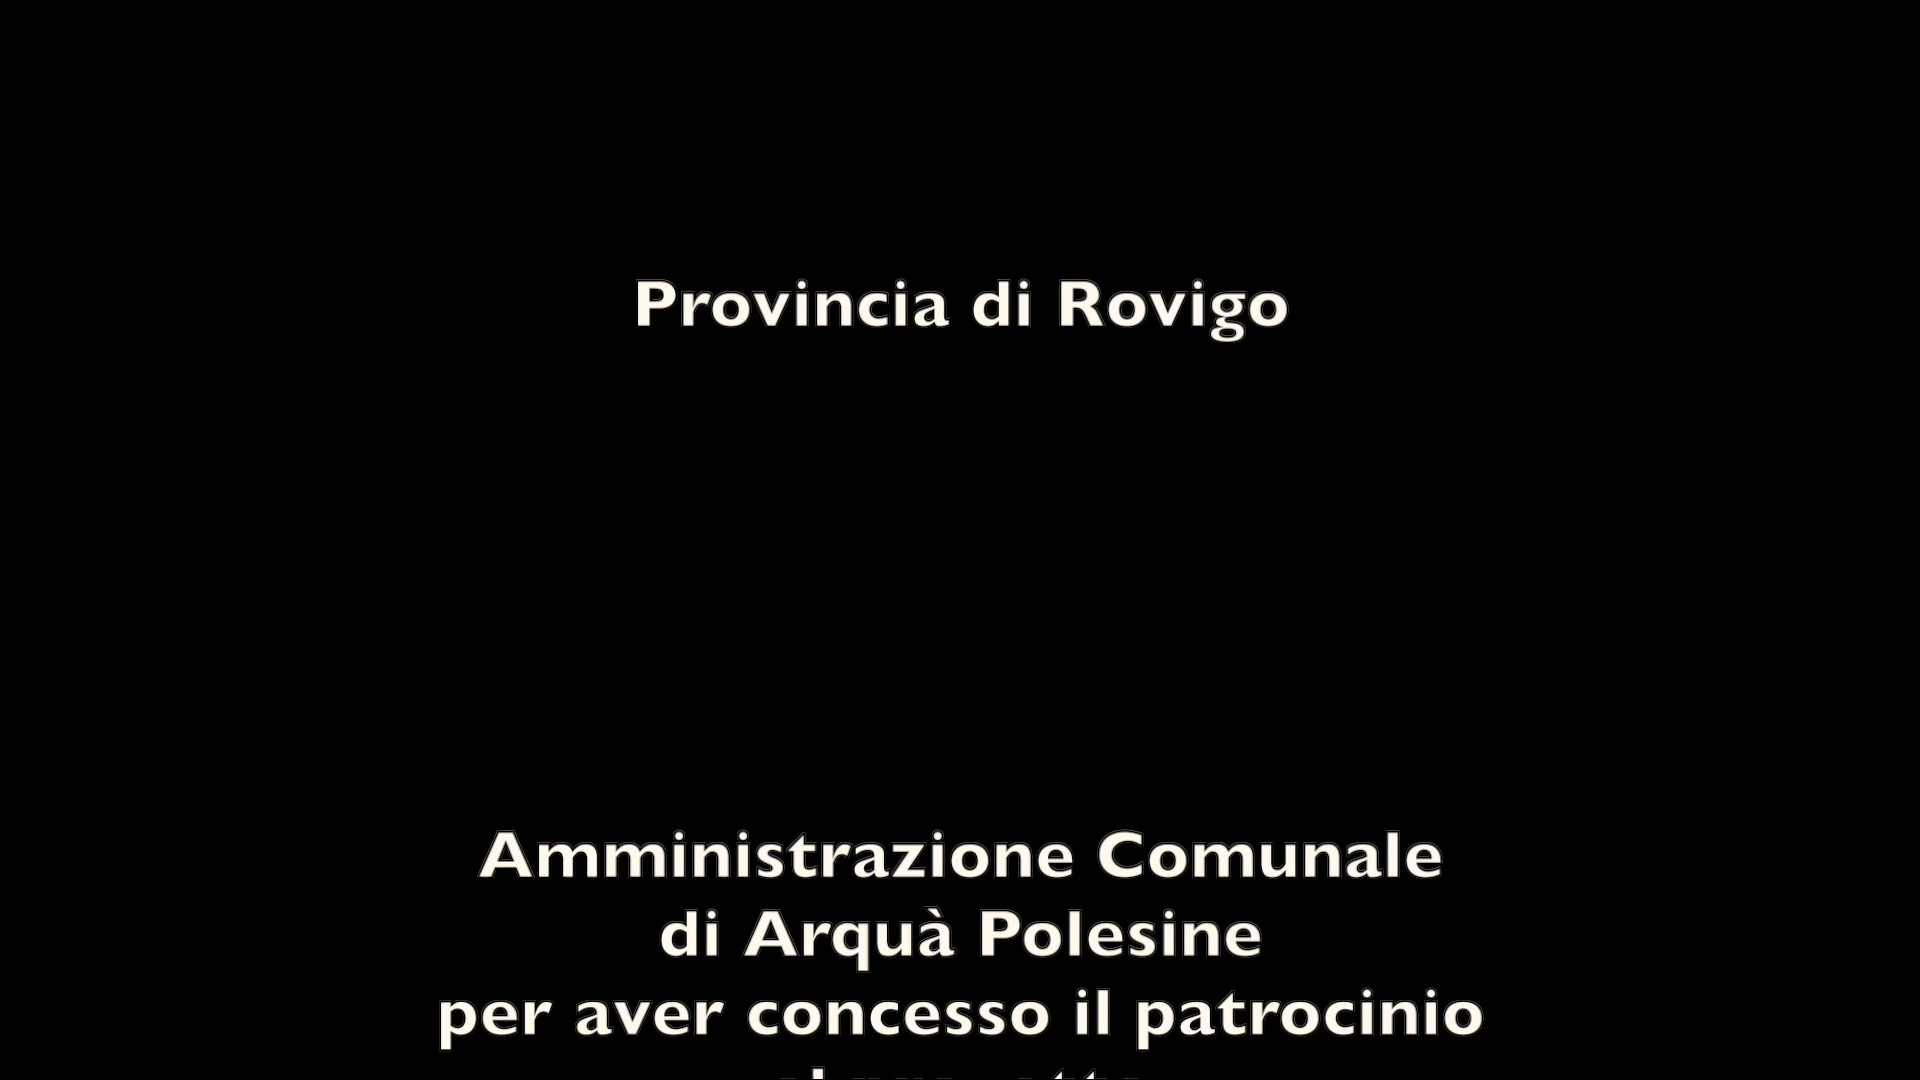 Provincia di Rovigo
Amministrazione Comunale
di Arquà Polesine
per aver concesso il patrocinio